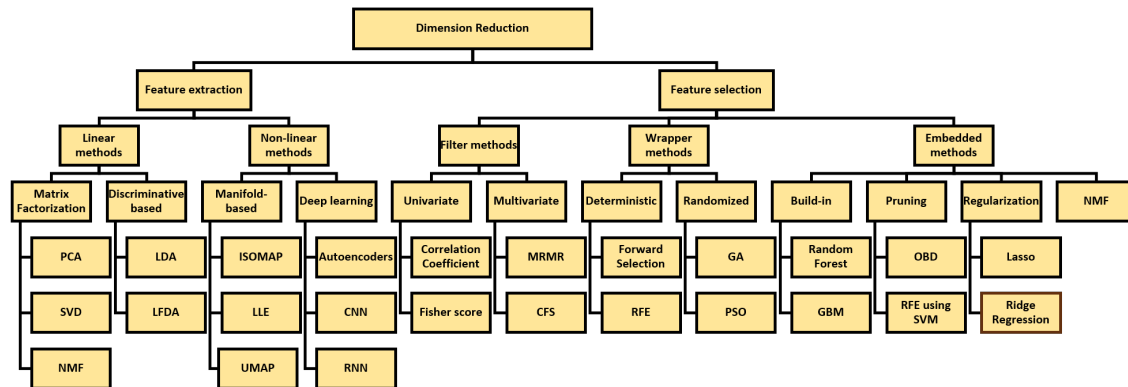 Dimension Reduction
Feature extraction
Feature selection
Linear
methods
Non-linear
methods
Filter methods
Wrapper
methods
Embedded
methods
Matrix
Factorization
Discriminative
based
Manifold-
based
Deep learning
Univariate
Multivariate
Deterministic
Randomized
Build-in
Pruning
Regularization
NMF
PCA
LDA
ISOMAP
Autoencoders
Correlation
Coefficient
MRMR
Forward
Selection
GA
Random
Forest
OBD
Lasso
SVD
LFDA
LLE
CNN
Fisher score
CFS
RFE
PSO
GBM
RFE using
SVM
Ridge
Regression
NMF
UMAP
RNN